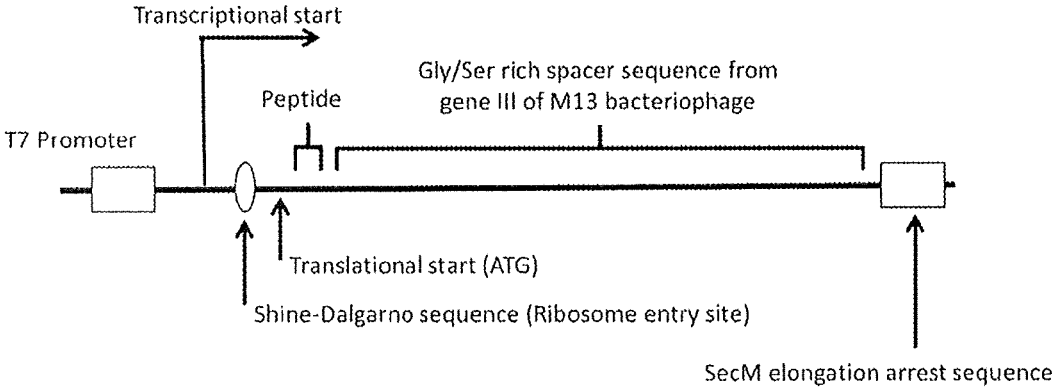 Transcriptional start
Gly/Ser rich spacer sequence from
gene III of M13 bacteriophage
Peptide
T7 Promoter
Translational start (ATG)
Shine-Dalgarno sequence (Ribosome entry site)
SecM elongation arrest sequence